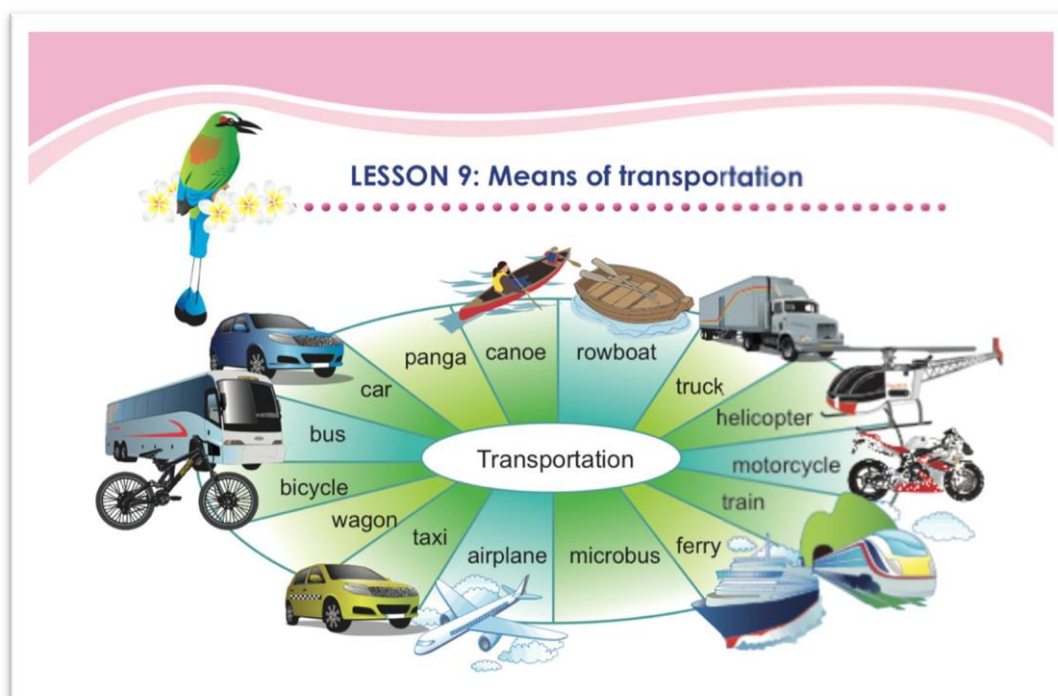 LESSON 9: Means of transportation
panga
canoe
rowboat
truck
helicopter
motorcycle
train
ferry
microbus
airplane
taxi
wagon
bicycle
bus
car
Transportation